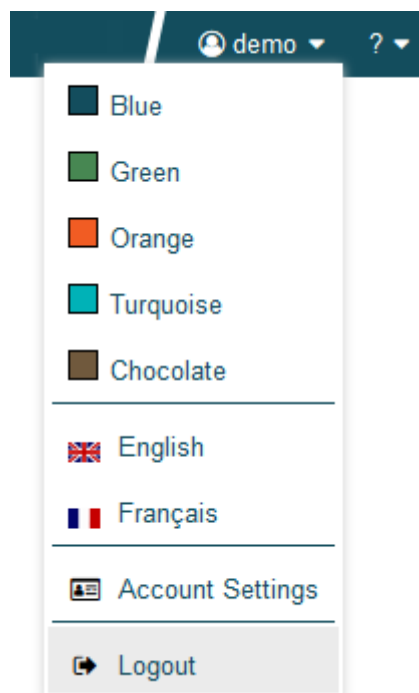 demo ?
Blue
Green
Orange
Turquoise
Chocolate
English
Français
Account Settings
Logout